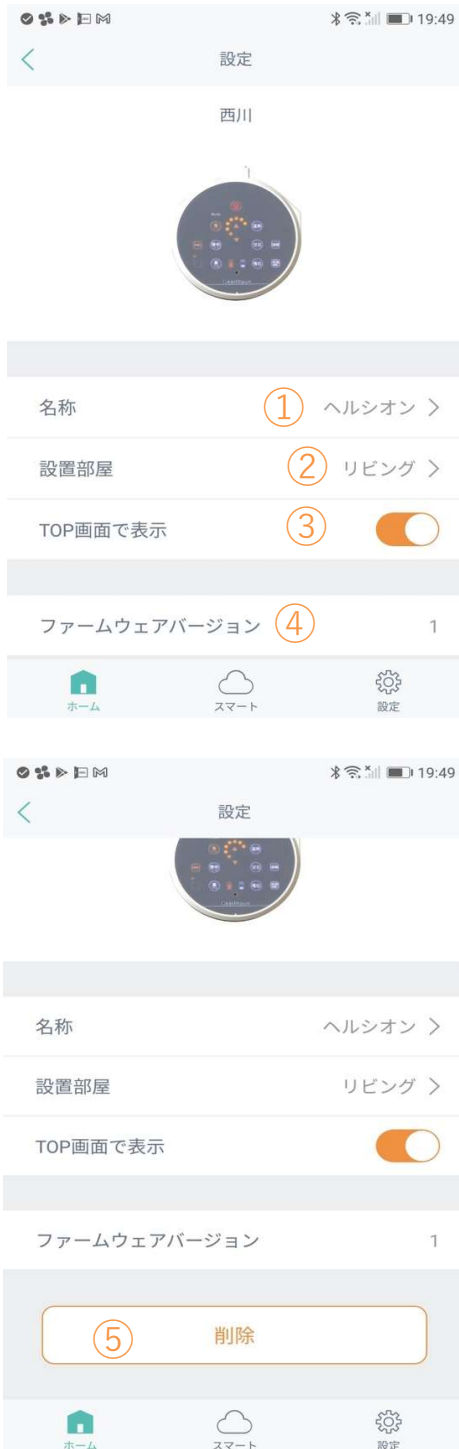 19:49
設定
西川
名称 ① ヘルシオン
設置部屋 ② リビング
TOP画面で表示 ③
ファームウェアバージョン ④ 1
ホーム スマート 設定
19:49
設定
名称 ヘルシオン
設置部屋 リビング
TOP画面で表示
ファームウェアバージョン 1
⑤ 削除
ホーム スマート 設定